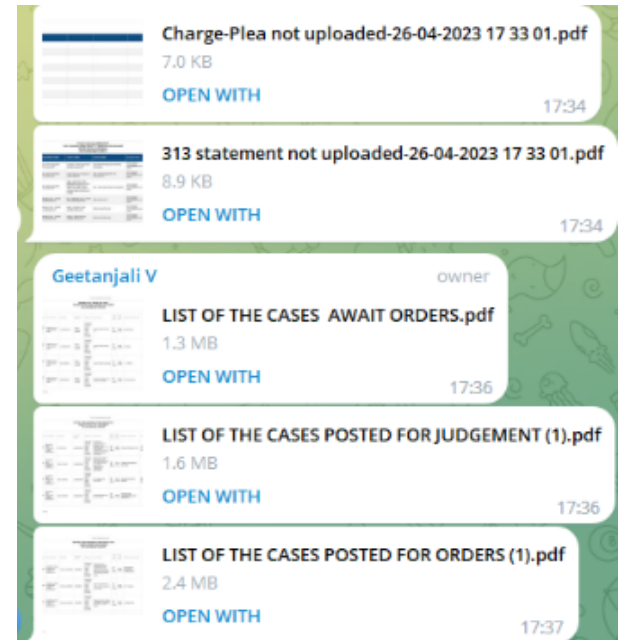 Charge-Plea not uploaded-26-04-2023 17 33 01.pdf
7.0 KB
OPEN WITH
17:34
313 statement not uploaded-26-04-2023 17 33 01.pdf
8.9 KB
OPEN WITH
17:34
Geetanjali V owner
LIST OF THE CASES  AWAIT ORDERS.pdf
1.3 MB
OPEN WITH
17:36
LIST OF THE CASES POSTED FOR JUDGEMENT (1).pdf
1.6 MB
OPEN WITH
17:36
LIST OF THE CASES POSTED FOR ORDERS (1).pdf
2.4 MB
OPEN WITH
17:37